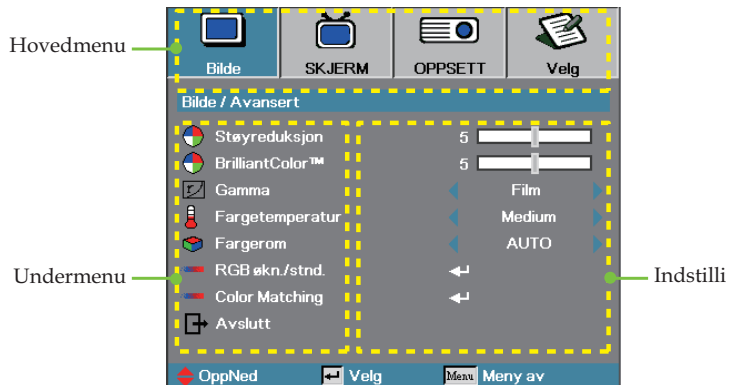 Hovedmenu
Bilde SKJERM OPPSETT Velg
Bilde / Avansert
Støyreduksjon 5
BrilliantColor™ 5
Gamma Film
Fargetemperatur Medium
Fargerom AUTO
Undermenu
RGB økn./stnd.
Indstilli
Color Matching
Avslutt
OppNed Velg Menu Meny av